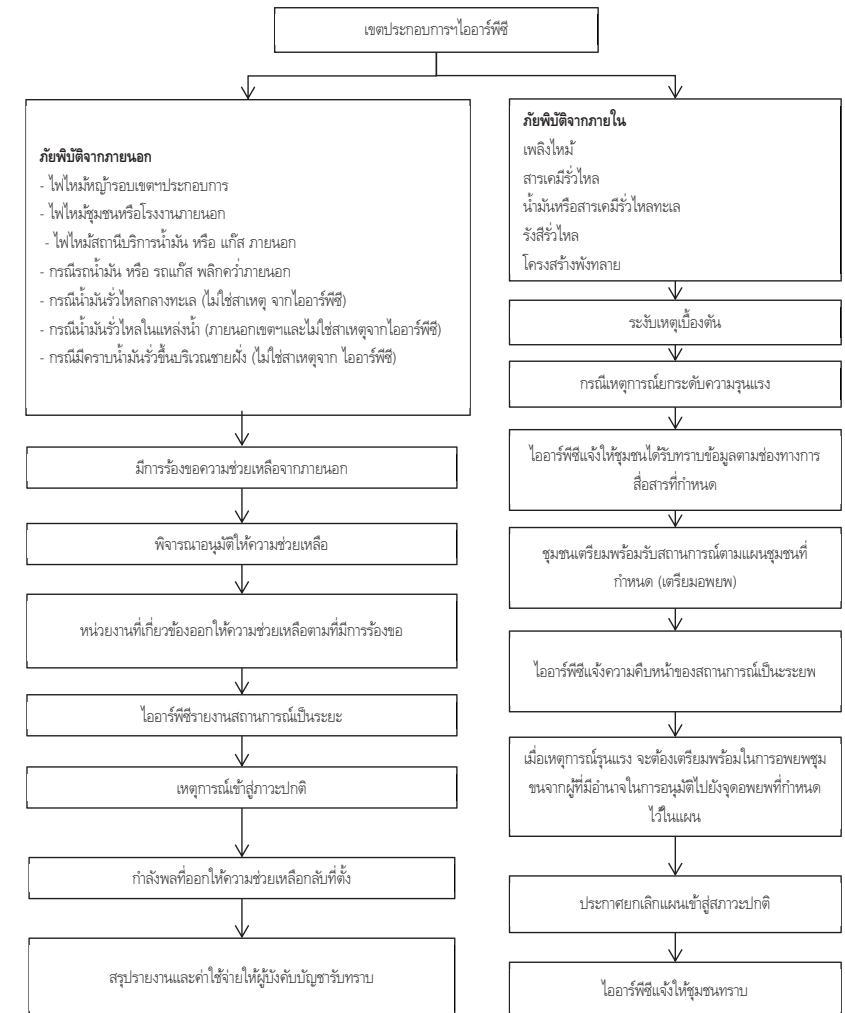 เขตประกอบการฯไออาร์พีซี
ภัยพิบัติจากภายนอก
- ไฟไหม้หญ้ารอบเขตฯประกอบการ
- ไฟไหม้ชุมชนหรือโรงงานภายนอก
- ไฟไหม้สถานีบริการน้ำมัน หรือ แก๊ส ภายนอก
- กรณีรถน้ำมัน หรือ รถแก๊ส พลิกคว่ำภายนอก
- กรณีน้ำมันรั่วไหลกลางทะเล (ไม่ใช่สาเหตุ จากไออาร์พีซี)
- กรณีน้ำมันรั่วไหลในแหล่งน้ำ (ภายนอกเขตฯและไม่ใช่สาเหตุจากไออาร์พีซี)
- กรณีมีคราบน้ำมันรั่วขึ้นบริเวณชายฝั่ง (ไม่ใช่สาเหตุจาก ไออาร์พีซี)
มีการร้องขอความช่วยเหลือจากภายนอก
พิจารณาอนุมัติให้ความช่วยเหลือ
หน่วยงานที่เกี่ยวข้องออกให้ความช่วยเหลือตามที่มีการร้องขอ
ไออาร์พีซีรายงานสถานการณ์เป็นระยะ
เหตุการณ์เข้าสู่ภาวะปกติ
กำลังพลที่ออกให้ความช่วยเหลือกลับที่ตั้ง
สรุปรายงานและค่าใช้จ่ายให้ผู้บังคับบัญชารับทราบ
ภัยพิบัติจากภายใน
เพลิงไหม้
สารเคมีรั่วไหล
น้ำมันหรือสารเคมีรั่วไหลทะเล
รังสีรั่วไหล
โครงสร้างพังทลาย
ระงับเหตุเบื้องต้น
กรณีเหตุการณ์ยกระดับความรุนแรง
ไออาร์พีซีแจ้งให้ชุมชนได้รับทราบข้อมูลตามช่องทางการ
สื่อสารที่กำหนด
ชุมชนเตรียมพร้อมรับสถานการณ์ตามแผนชุมชนที่
กำหนด (เตรียมอพยพ)
ไออาร์พีซีแจ้งความคืบหน้าของสถานการณ์เป็นะระยพ
เมื่อเหตุการณ์รุนแรง จะต้องเตรียมพร้อมในการอพยพชุม
ชนจากผู้ที่มีอำนาจในการอนุมัติไปยังจุดอพยพที่กำหนด
ไว้ในแผน
ประกาศยกเลิกแผนเข้าสู่สภาวะปกติ
ไออาร์พีซีแจ้งให้ชุมชนทราบ